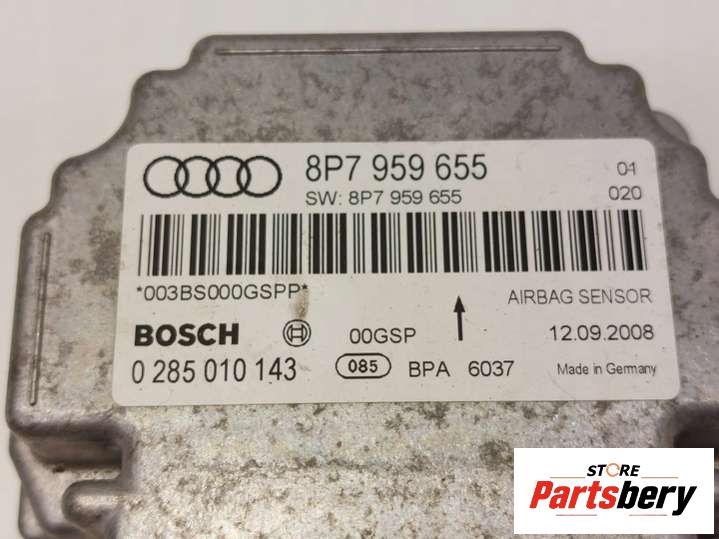 8P7 959 655 01
SW: 8P7 959 655 020
*003BS000GSPP*
AIRBAG SENSOR
BOSCH 00GSP 12.09.2008
0 285 010 143 085 BPA 6037 Made in Germany
STORE
Partsbery